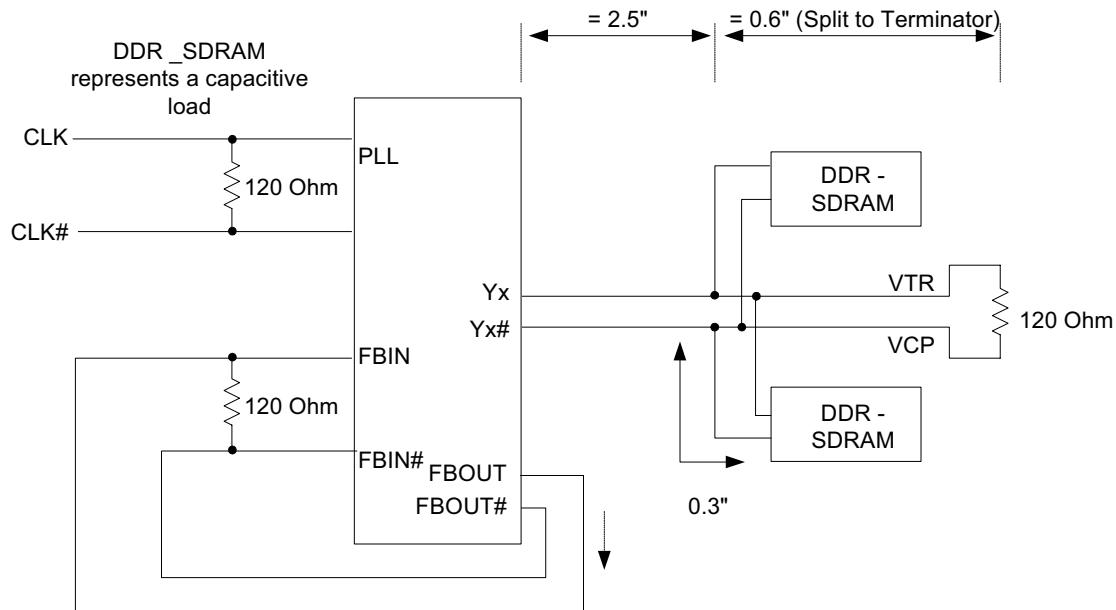 = 2.5"
= 0.6" (Split to Terminator)
DDR _SDRAM
represents a capacitive
load
CLK
PLL
120 Ohm
CLK#
DDR -
SDRAM
Yx
VTR
Yx#
120 Ohm
VCP
FBIN
120 Ohm
DDR -
SDRAM
FBIN#
FBOUT
FBOUT#
0.3"